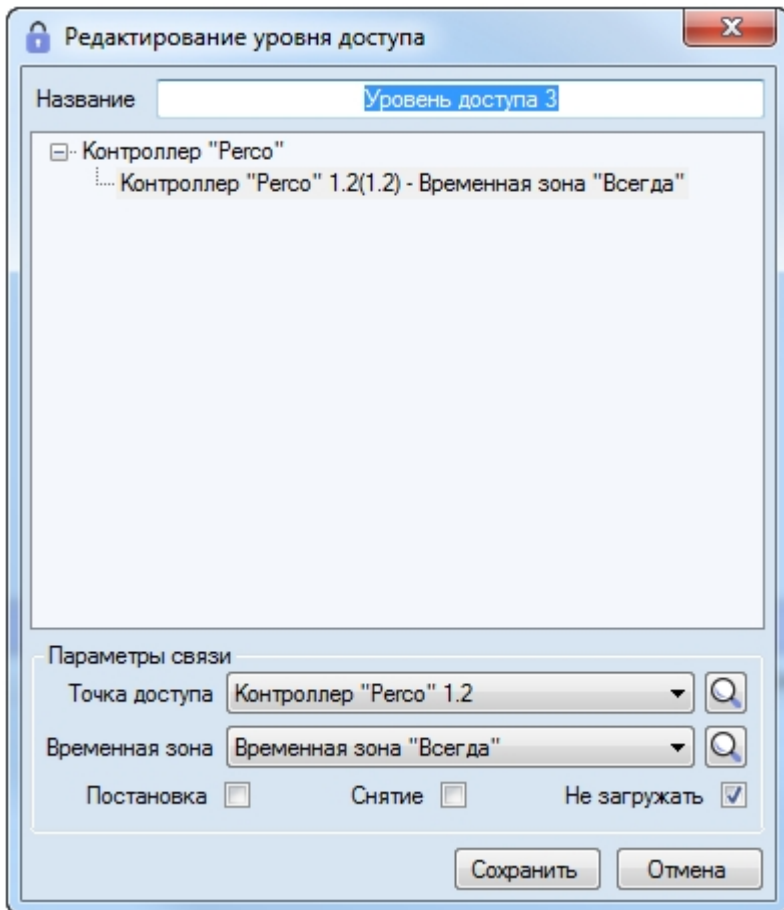 Редактирование уровня доступа
Название Уровень доступа 3
Контроллер "Perco"
Контроллер "Perco" 1.2(1.2) - Временная зона "Всегда"
Параметры связи
Точка доступа Контроллер "Perco" 1.2
Временная зона Временная зона "Всегда"
Постановка Снятие Не загружать
Сохранить Отмена